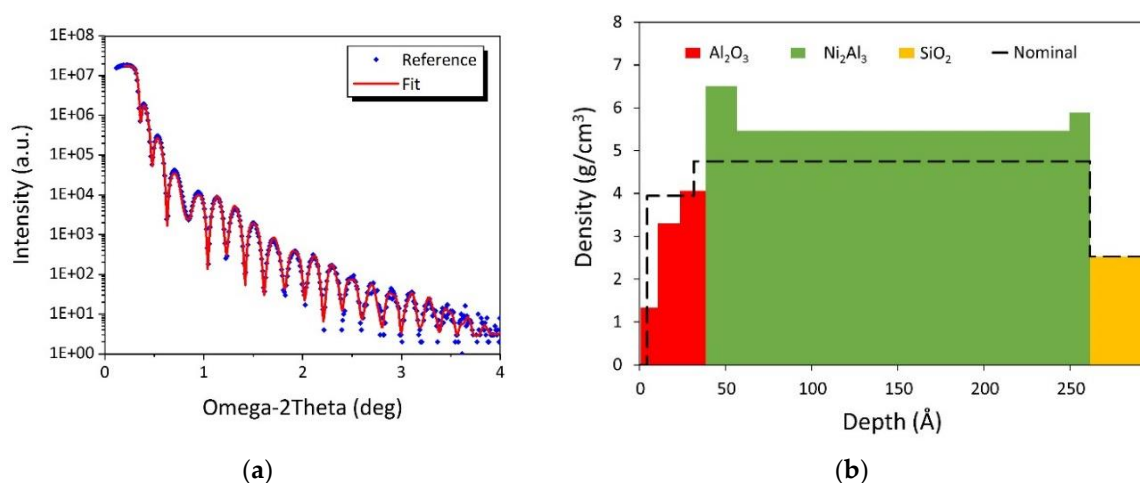 1E+08
1E+07
1E+06
1E+05
1E+04
1E+03
1E+02
1E+01
1E+00
Intensity (a.u.)
Reference
Fit
0 1 2 3 4
Omega-2Theta (deg)
(a)
8
7
6
5
4
3
2
1
0
Density (g/cm³)
Al₂O₃ Ni₂Al₃ SiO₂ Nominal
0 50 100 150 200 250
Depth (Å)
(b)